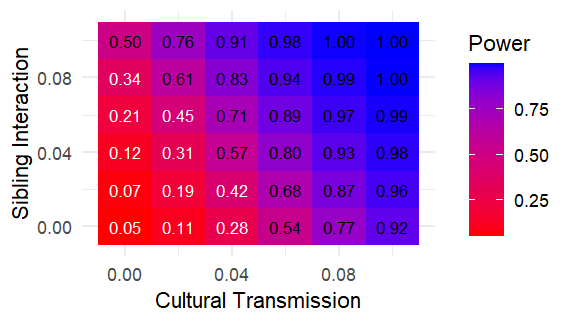 Power
0.50 0.76 0.91 0.98 1.00 1.00
0.08 0.34 0.61 0.83 0.94 0.99 1.00
0.21 0.45 0.71 0.89 0.97 0.99
0.04 0.12 0.31 0.57 0.80 0.93 0.98
0.07 0.19 0.42 0.68 0.87 0.96
0.00 0.05 0.11 0.28 0.54 0.77 0.92
Sibling Interaction
0.00 0.04 0.08
Cultural Transmission
0.75
0.50
0.25